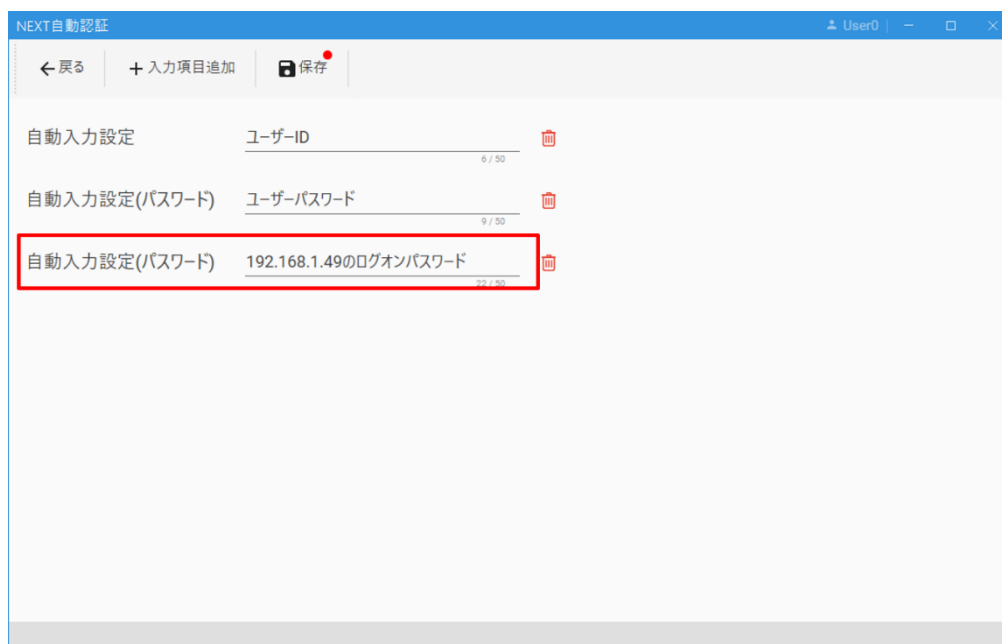 NEXT自動認証 User0
戻る 入力項目追加 保存
自動入力設定 ユーザーID
6 / 50
自動入力設定(パスワード) ユーザーパスワード
9 / 50
自動入力設定(パスワード) 192.168.1.49のログオンパスワード
22 / 50